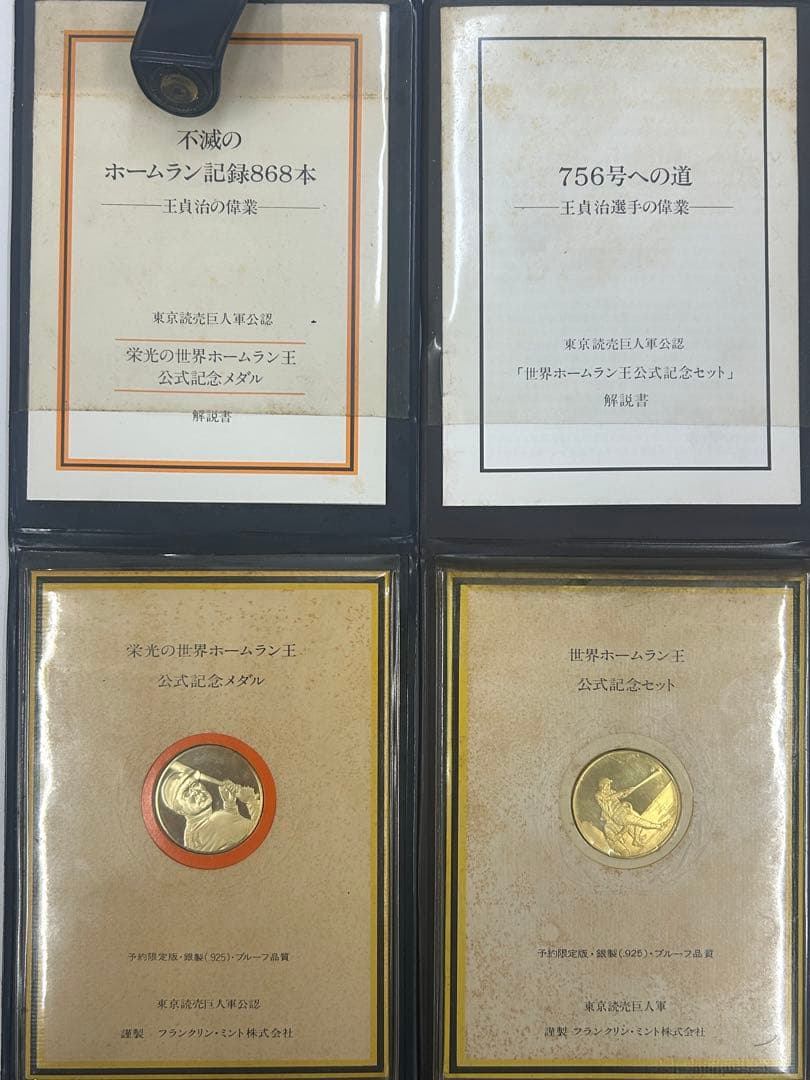 不滅の
ホームラン記録868本
王貞治の偉業
東京読売巨人軍公認
栄光の世界ホームラン王
公式記念メダル
解説書
756号への道
王貞治選手の偉業
東京読売巨人軍公認
「世界ホームラン王公式記念セット」
解説書
栄光の世界ホームラン王
公式記念メダル
予約限定版・銀製(.925)・プルーフ品質
東京読売巨人軍公認
謹製 フランクリン・ミント株式会社
世界ホームラン王
公式記念セット
予約限定版・銀製(.925)・プルーフ品質
東京読売巨人軍
謹製 フランクリン・ミント株式会社